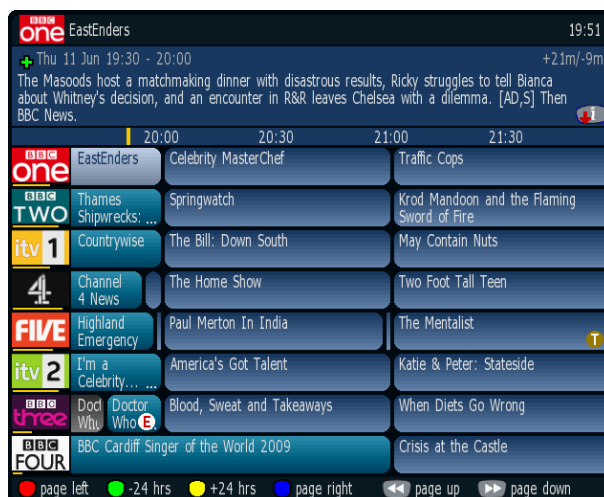 BBC one EastEnders 19:51
Thu 11 Jun 19:30 - 20:00 +21m/-9m
The Masoods host a matchmaking dinner with disastrous results, Ricky struggles to tell Bianca
about Whitney's decision, and an encounter in R&R leaves Chelsea with a dilemma. [AD,S] Then
BBC News.
i
20:00 20:30 21:00 21:30
BBC one EastEnders Celebrity MasterChef Traffic Cops
BBC TWO Thames
Shipwrecks: ... Springwatch Krod Mandoon and the Flaming
Sword of Fire
itv 1 Countrywise The Bill: Down South May Contain Nuts
4 Channel
4 News The Home Show Two Foot Tall Teen
FIVE Highland
Emergency Paul Merton In India The Mentalist
T
itv 2 I'm a
Celebrity... ... America's Got Talent Katie & Peter: Stateside
BBC three Doctor
Who E Blood, Sweat and Takeaways When Diets Go Wrong
BBC FOUR BBC Cardiff Singer of the World 2009 Crisis at the Castle
page left -24 hrs +24 hrs page right page up page down